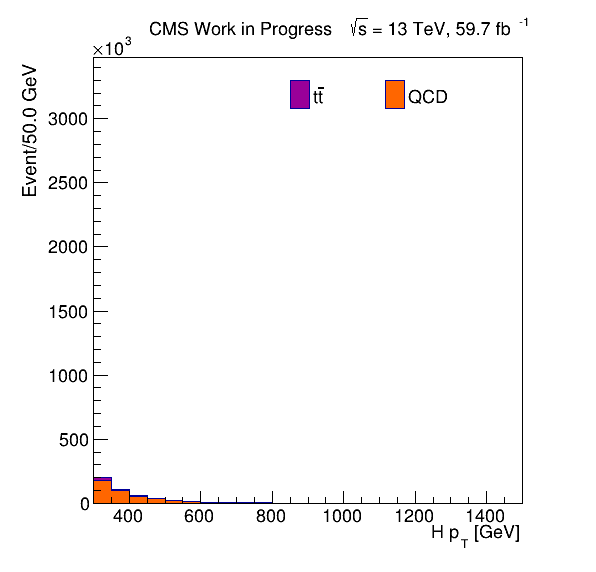 CMS Work in Progress √s = 13 TeV, 59.7 fb⁻¹
×10³
Event/50.0 GeV
tt̄ QCD
3000
2500
2000
1500
1000
500
0
400 600 800 1000 1200 1400
H p_T [GeV]